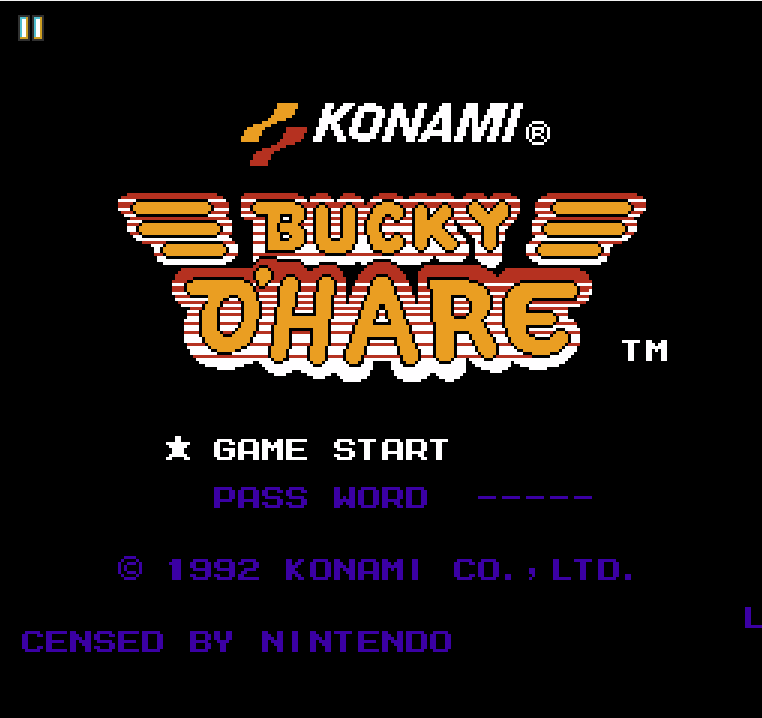 KONAMI®
BUCKY
O'HARE
TM
★ GAME START
PASS WORD -----
© 1992 KONAMI CO.,LTD.
L
CENSED BY NINTENDO